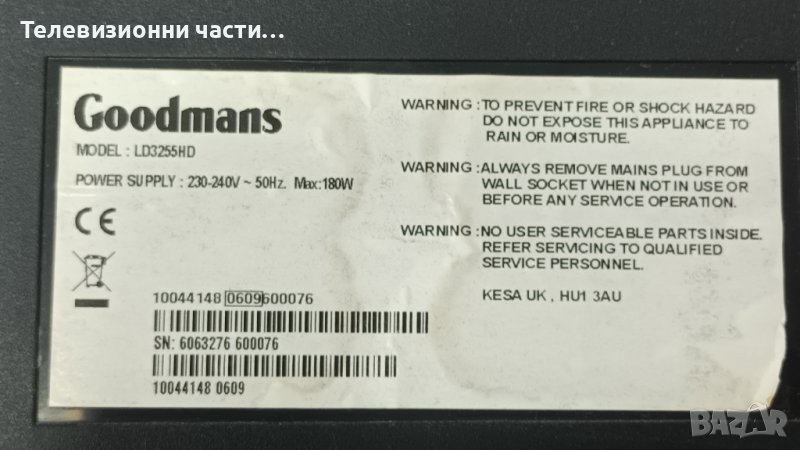 Телевизионни части…
Goodmans
MODEL : LD3255HD
POWER SUPPLY : 230-240V ~ 50Hz. Max:180W
CE
10044148 0609 600076
SN: 6063276 600076
10044148 0609
WARNING :TO PREVENT FIRE OR SHOCK HAZARD
DO NOT EXPOSE THIS APPLIANCE TO
RAIN OR MOISTURE.
WARNING :ALWAYS REMOVE MAINS PLUG FROM
WALL SOCKET WHEN NOT IN USE OR
BEFORE ANY SERVICE OPERATION.
WARNING :NO USER SERVICEABLE PARTS INSIDE.
REFER SERVICING TO QUALIFIED
SERVICE PERSONNEL.
KESA UK , HU1 3AU
BAZAR